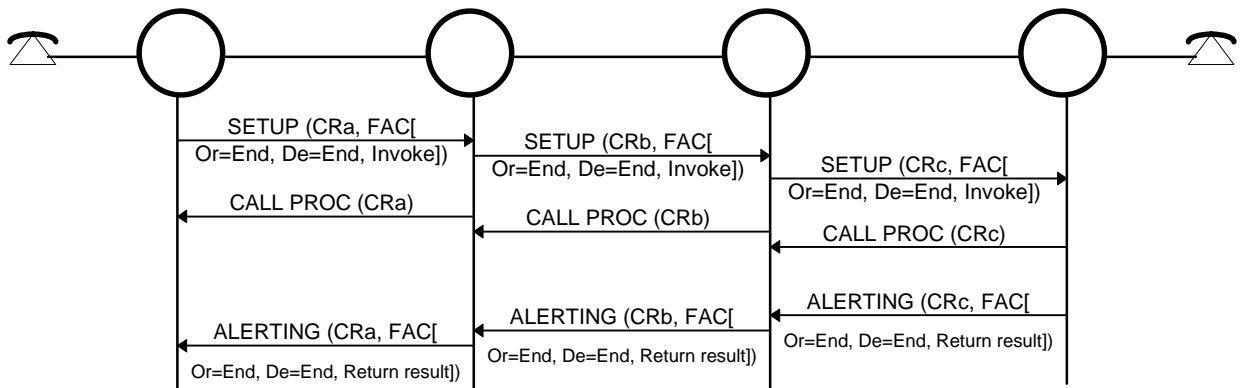 SETUP (CRa, FAC[
Or=End, De=End, Invoke])
SETUP (CRb, FAC[
Or=End, De=End, Invoke])
SETUP (CRc, FAC[
Or=End, De=End, Invoke])
CALL PROC (CRa)
CALL PROC (CRb)
CALL PROC (CRc)
ALERTING (CRc, FAC[
Or=End, De=End, Return result])
ALERTING (CRb, FAC[
Or=End, De=End, Return result])
ALERTING (CRa, FAC[
Or=End, De=End, Return result])